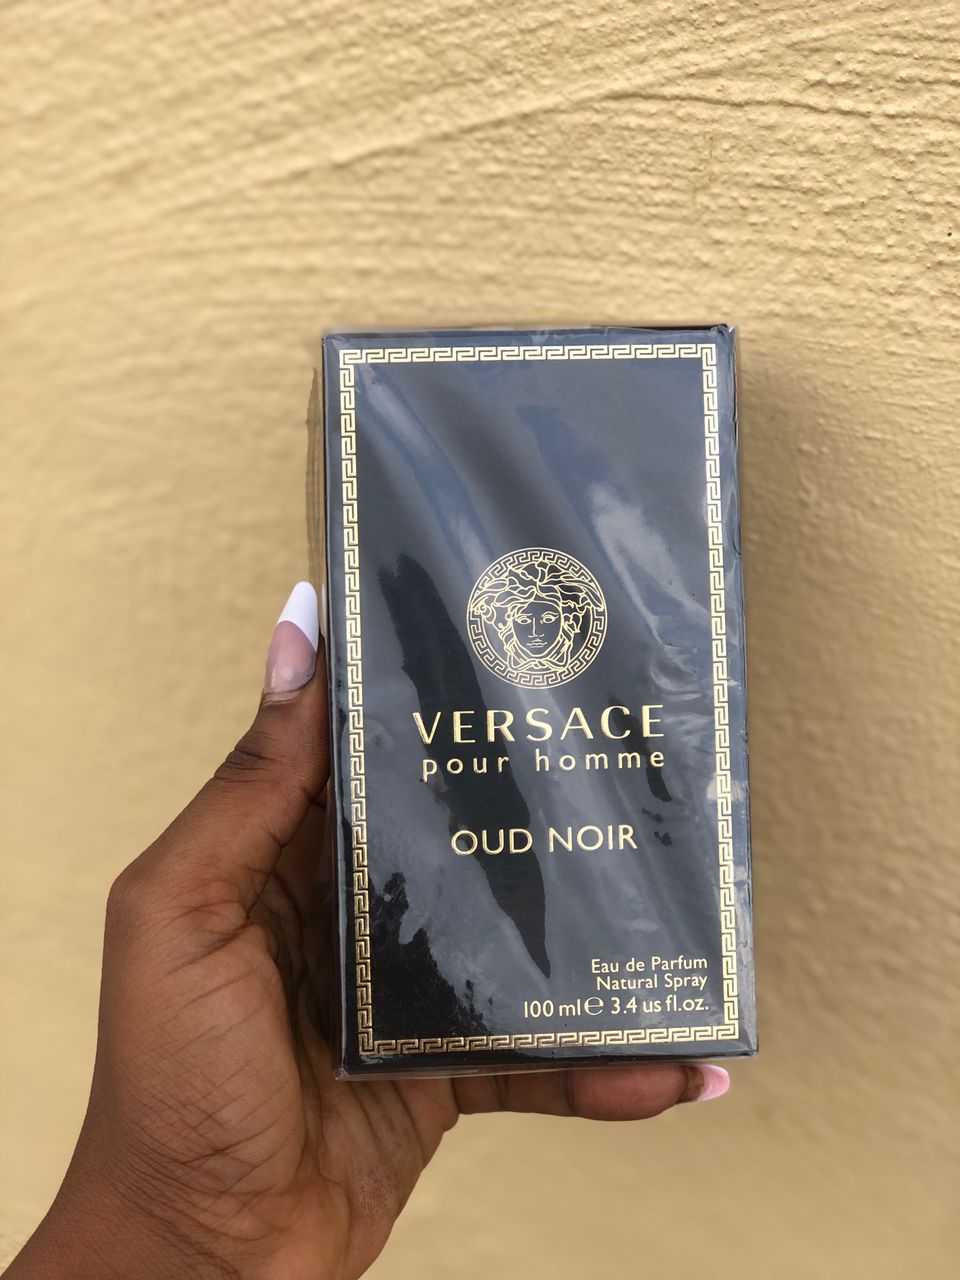 VERSACE
pour homme
OUD NOIR
Eau de Parfum
Natural Spray
100 ml ℮ 3.4 us fl.oz.